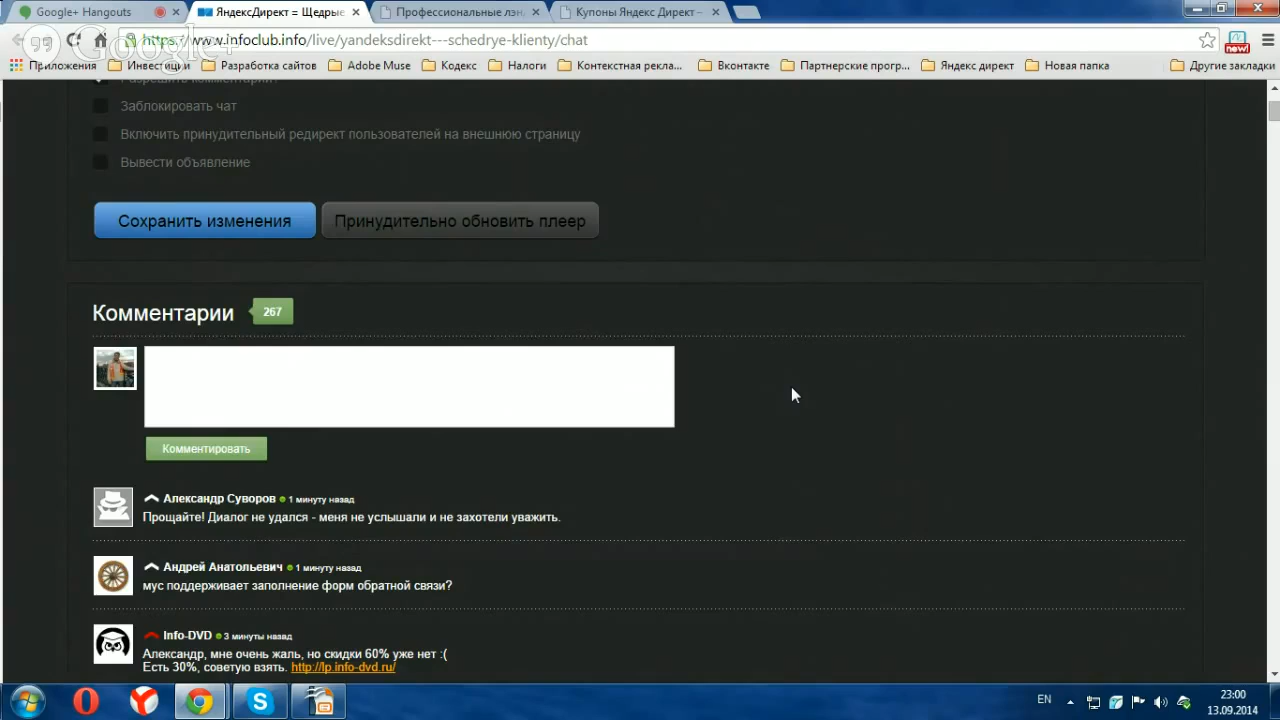 Google+ Hangouts
ЯндексДирект = Щедрые
Профессиональные лэн
Купоны Яндекс Директ –
https://www.infoclub.info/live/yandeksdirekt---schedrye-klienty/chat
Google+
now!
Приложения
Инвестиции
Разработка сайтов
Adobe Muse
Кодекс
Налоги
Контекстная рекла...
Вконтакте
Партнерские прогр...
Яндекс директ
Новая папка
Другие закладки
Разрешить комментарии?
Заблокировать чат
Включить принудительный редирект пользователей на внешнюю страницу
Вывести объявление
Сохранить изменения
Принудительно обновить плеер
Комментарии 267
Комментировать
Александр Суворов 1 минуту назад
Прощайте! Диалог не удался - меня не услышали и не захотели уважить.
Андрей Анатольевич 1 минуту назад
мус поддерживает заполнение форм обратной связи?
Info-DVD 3 минуты назад
Александр, мне очень жаль, но скидки 60% уже нет :(
Есть 30%, советую взять. http://lp.info-dvd.ru/
EN
23:00
13.09.2014